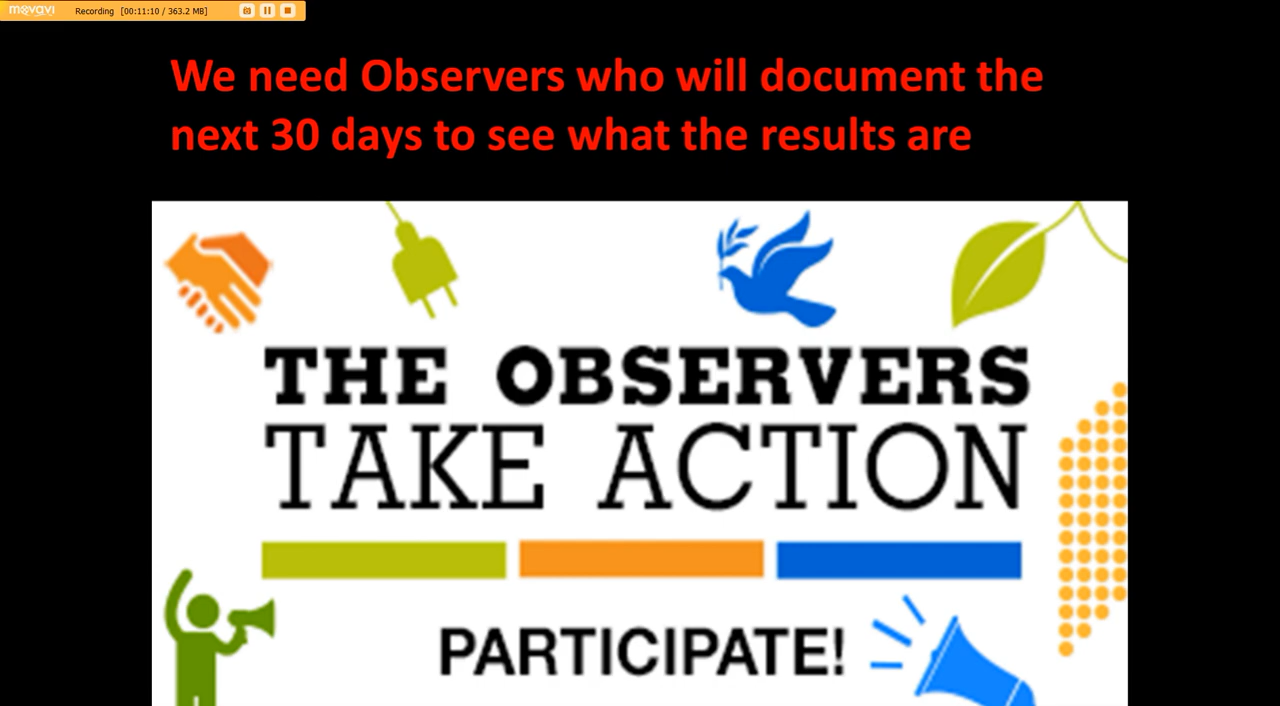 movavi Recording [00:11:10 / 363.2 MB]
We need Observers who will document the
next 30 days to see what the results are
THE OBSERVERS
TAKE ACTION
PARTICIPATE!